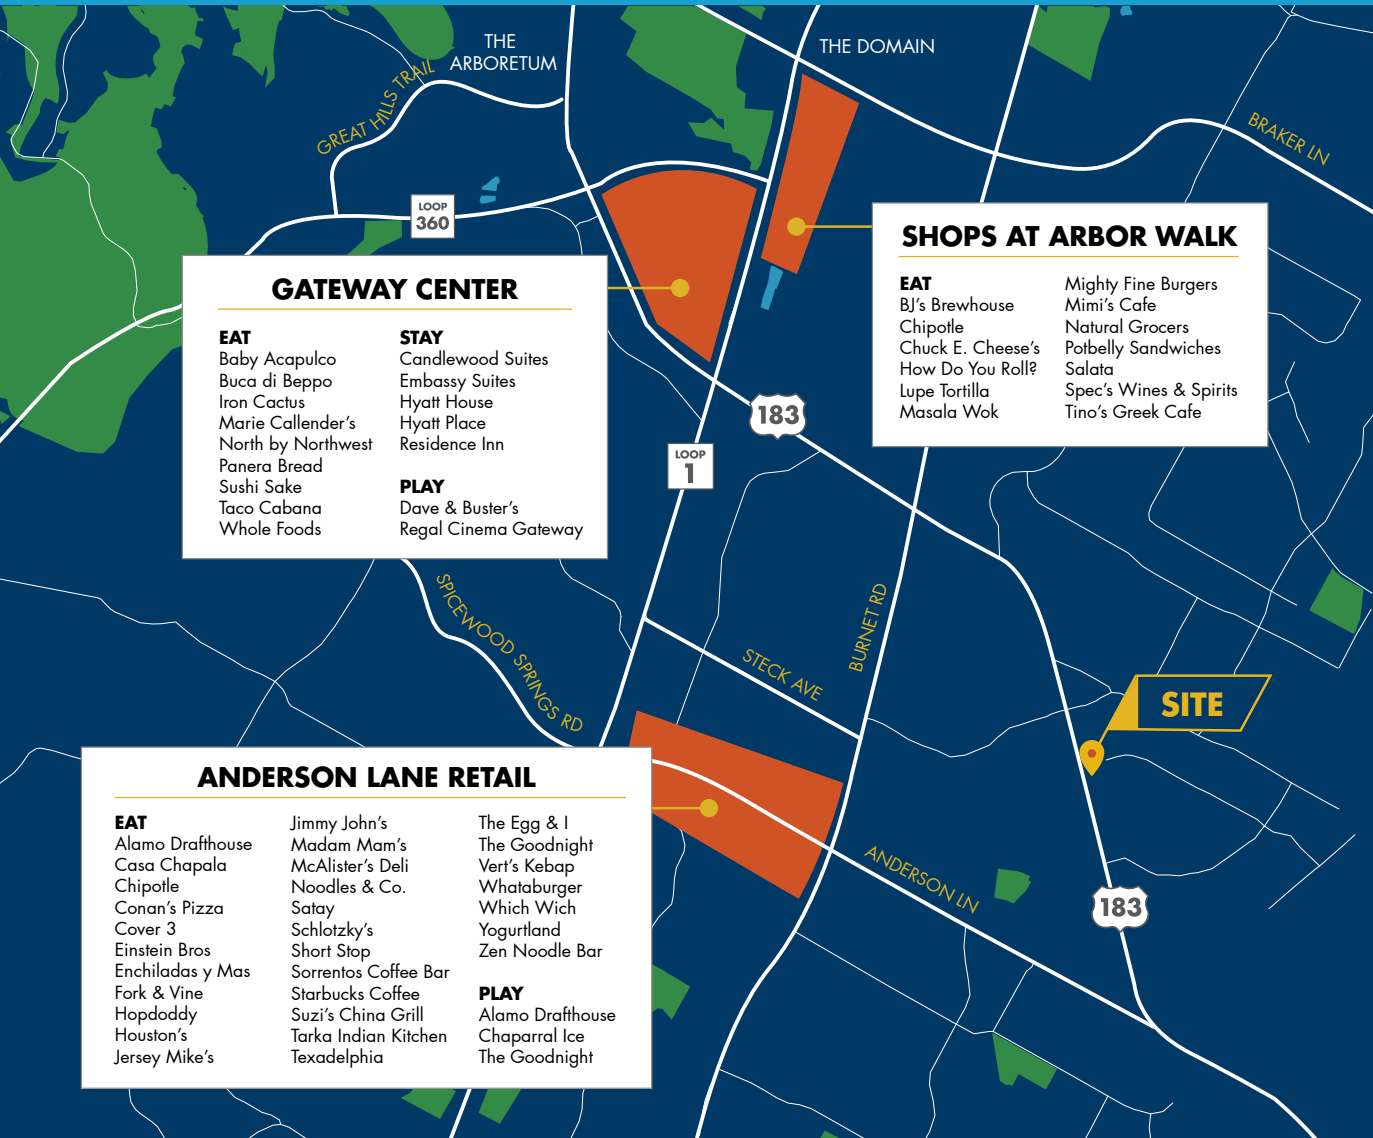 THE
ARBORETUM
THE DOMAIN
GREAT HILLS TRAIL
BRAKER LN
LOOP
360
SHOPS AT ARBOR WALK
EAT
BJ's Brewhouse
Chipotle
Chuck E. Cheese's
How Do You Roll?
Lupe Tortilla
Masala Wok
Mighty Fine Burgers
Mimi's Cafe
Natural Grocers
Potbelly Sandwiches
Salata
Spec's Wines & Spirits
Tino's Greek Cafe
GATEWAY CENTER
EAT
Baby Acapulco
Buca di Beppo
Iron Cactus
Marie Callender's
North by Northwest
Panera Bread
Sushi Sake
Taco Cabana
Whole Foods
STAY
Candlewood Suites
Embassy Suites
Hyatt House
Hyatt Place
Residence Inn
PLAY
Dave & Buster's
Regal Cinema Gateway
183
LOOP
1
SPICEWOOD SPRINGS RD
BURNET RD
STECK AVE
SITE
ANDERSON LANE RETAIL
EAT
Alamo Drafthouse
Casa Chapala
Chipotle
Conan's Pizza
Cover 3
Einstein Bros
Enchiladas y Mas
Fork & Vine
Hopdoddy
Houston's
Jersey Mike's
Jimmy John's
Madam Mam's
McAlister's Deli
Noodles & Co.
Satay
Schlotzky's
Short Stop
Sorrentos Coffee Bar
Starbucks Coffee
Suzi's China Grill
Tarka Indian Kitchen
Texadelphia
The Egg & I
The Goodnight
Vert's Kebap
Whataburger
Which Wich
Yogurtland
Zen Noodle Bar
PLAY
Alamo Drafthouse
Chaparral Ice
The Goodnight
ANDERSON LN
183